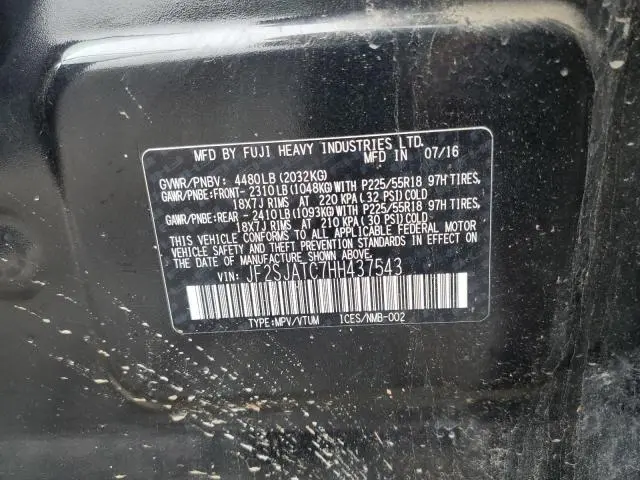 MFD BY FUJI HEAVY INDUSTRIES LTD.
MFD IN 07/16
GVWR/PNBV: 4480LB(2032KG)
GAWR/PNBE:FRONT-2310LB(1048KG)WITH P225/55R18 97H TIRES,
18X7J RIMS AT 220 KPA(32 PSI)COLD
GAWR/PNBE:REAR -2410LB(1093KG)WITH P225/55R18 97H TIRES,
18X7J RIMS AT 210 KPA(30 PSI)COLD
THIS VEHICLE CONFORMS TO ALL APPLICABLE FEDERAL MOTOR
VEHICLE SAFETY, BUMPER, AND THEFT PREVENTION STANDARDS
IN EFFECT ON THE DATE OF MANUFACTURE SHOWN ABOVE.
VIN: JF2SJATC7HH437543
TYPE:MPV/VTUM ICES/NMB-002